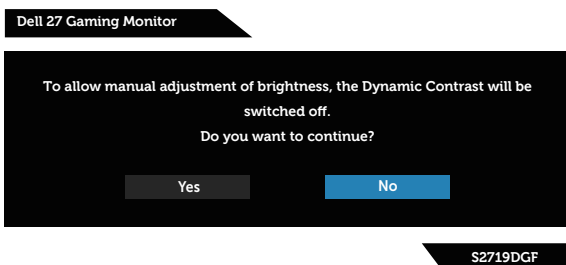 Dell 27 Gaming Monitor
To allow manual adjustment of brightness, the Dynamic Contrast will be
switched off.
Do you want to continue?
Yes
No
S2719DGF